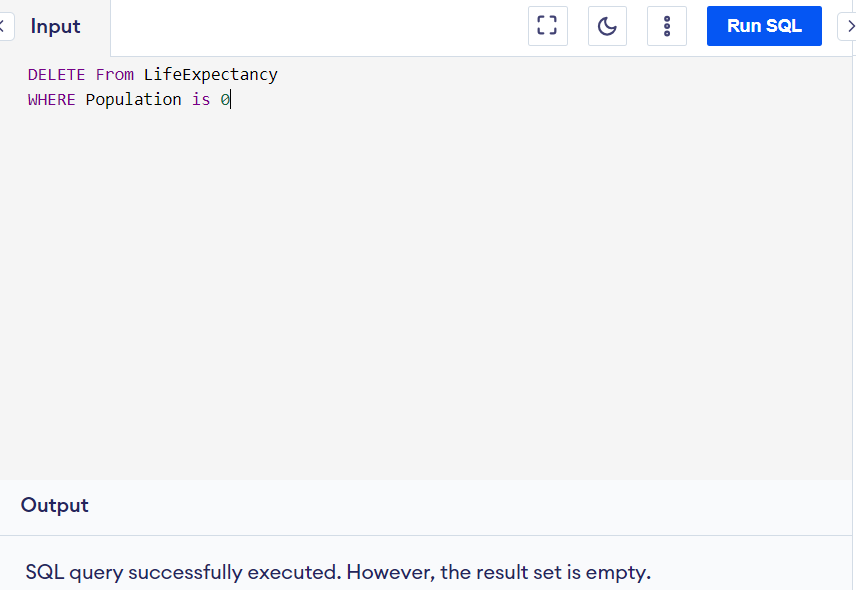 Input
Run SQL
DELETE From LifeExpectancy
WHERE Population is 0
Output
SQL query successfully executed. However, the result set is empty.